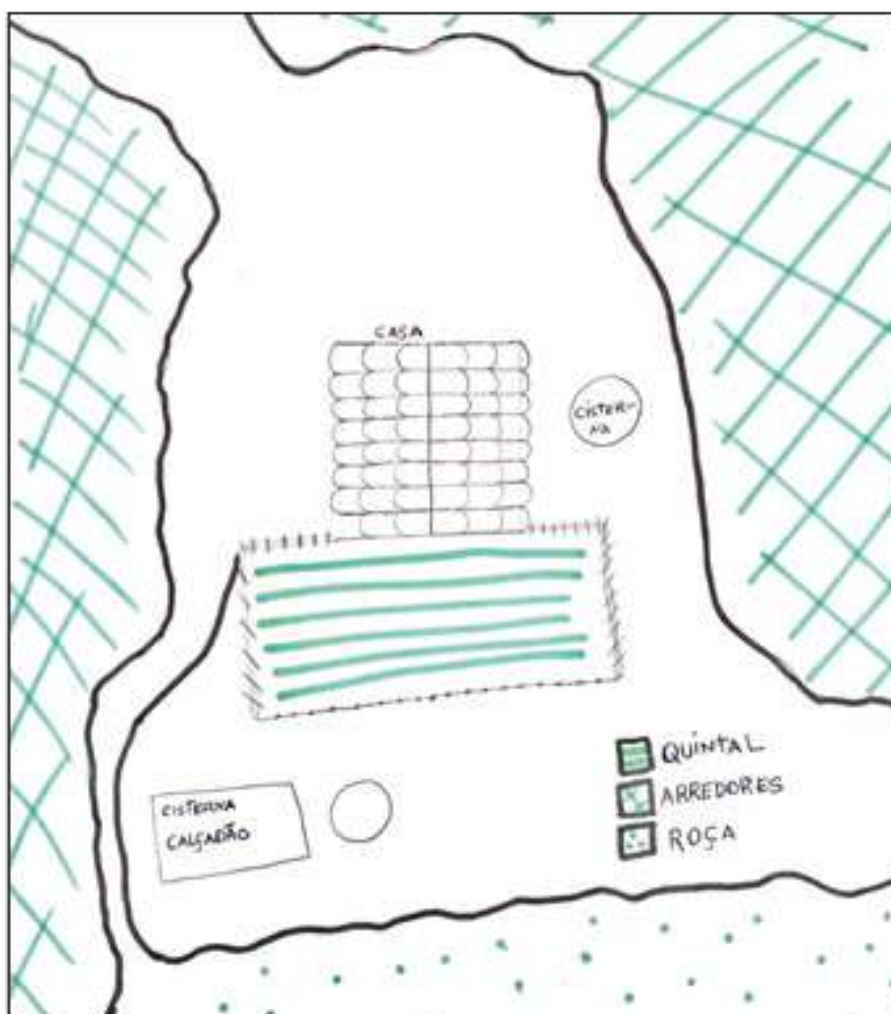 CASA
CISTER-
NA
QUINTAL
ARREDORES
ROÇA
CISTERNA
CALÇADÃO